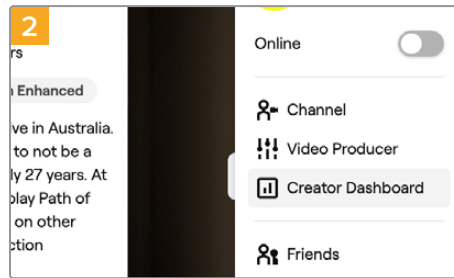 2
rs
Enhanced
ve in Australia.
to not be a
ly 27 years. At
play Path of
on other
ction
Online
Channel
Video Producer
Creator Dashboard
Friends